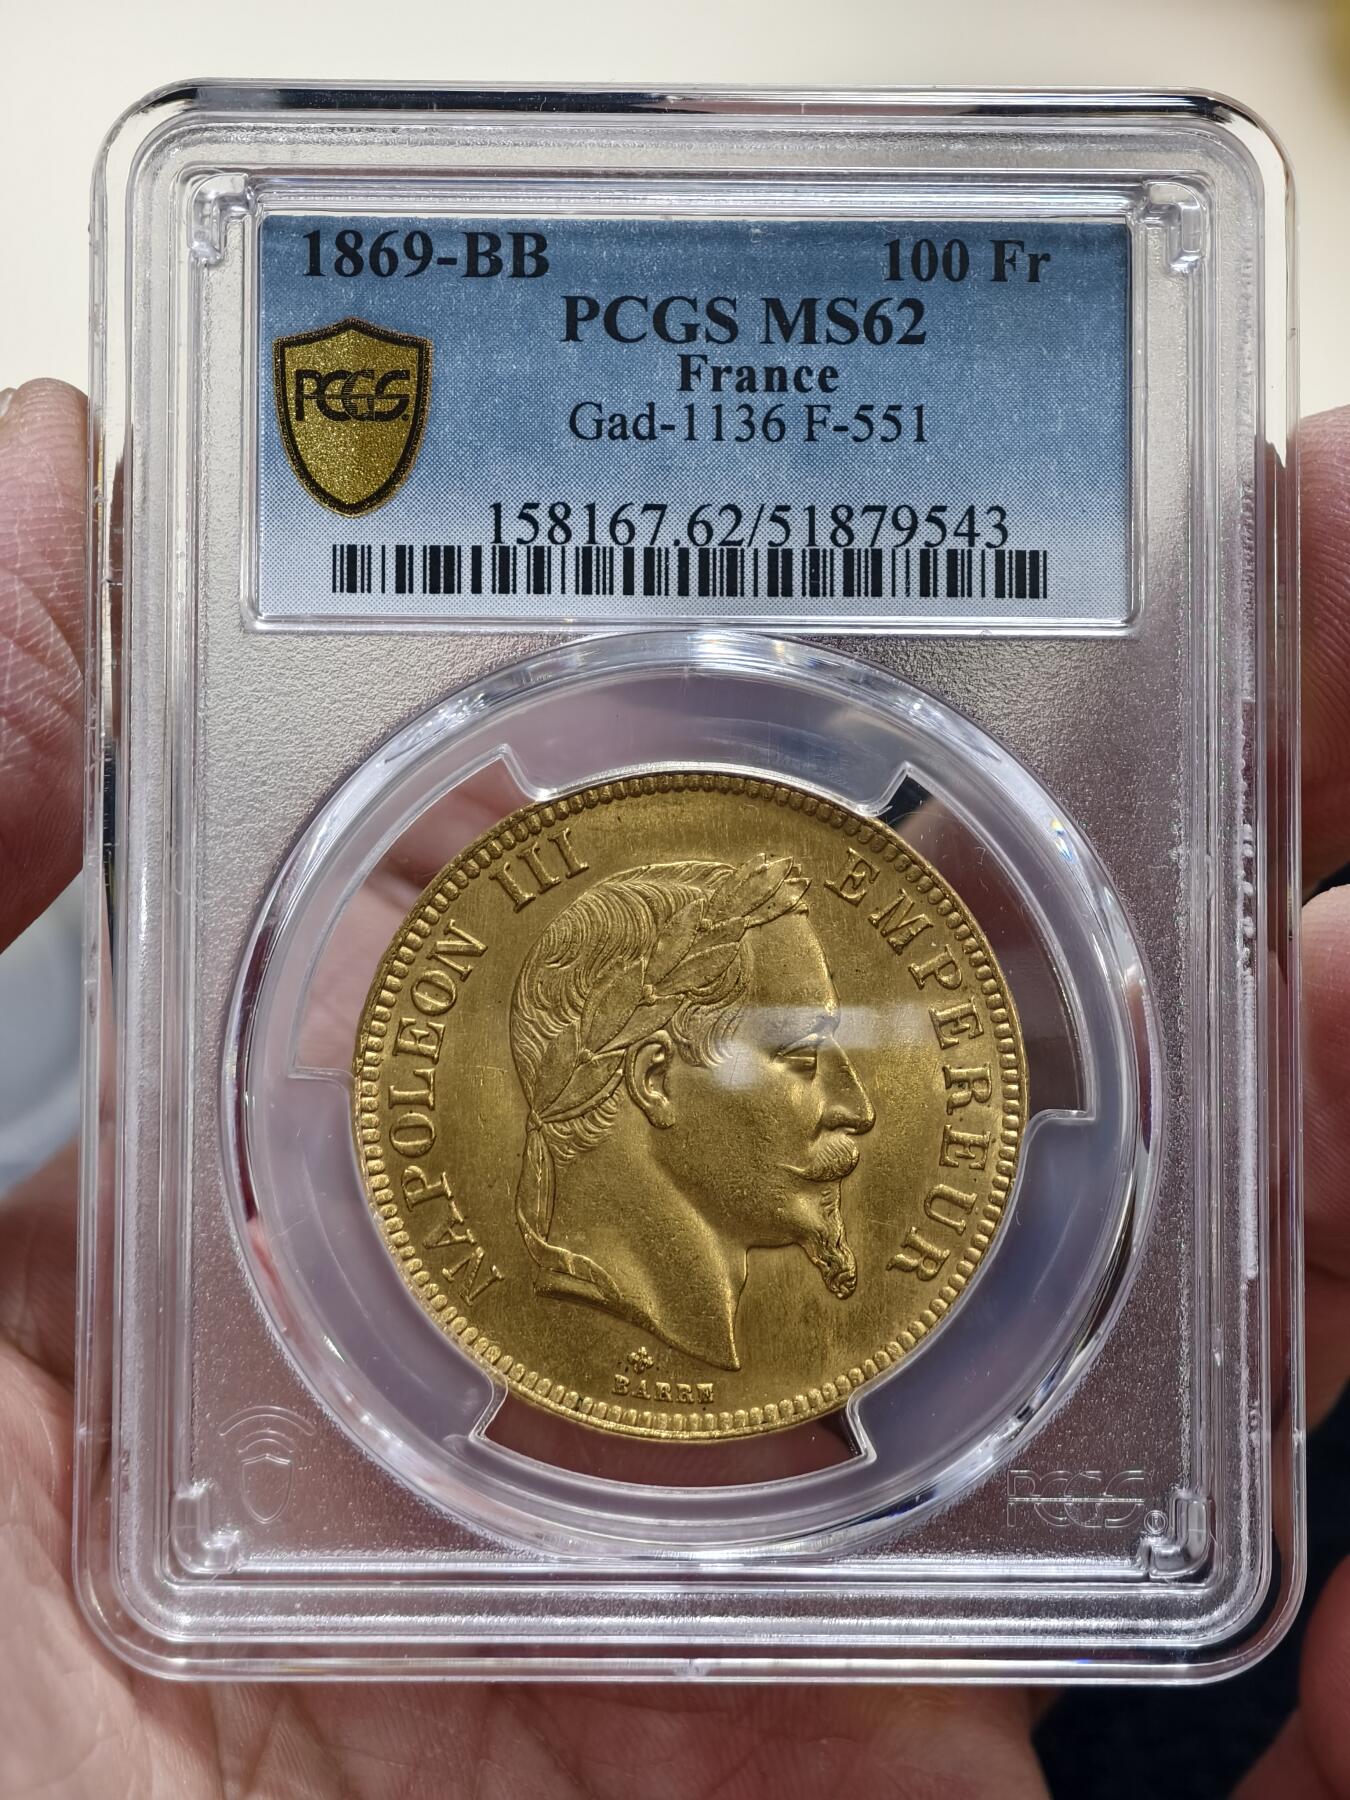 1869-BB 100 Fr
PCGS MS62
France
Gad-1136 F-551
PCGS
158167.62/51879543
NAPOLEON III EMPEREUR
BARRE
PCGS